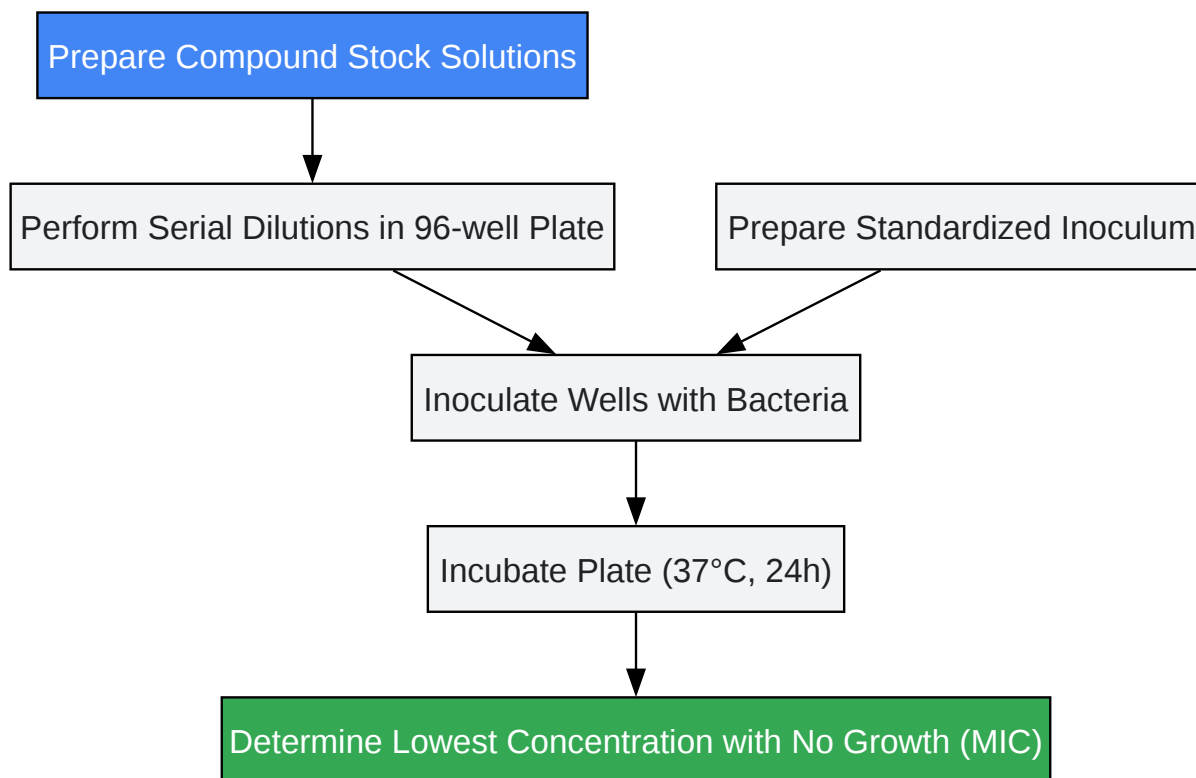 Prepare Compound Stock Solutions
Perform Serial Dilutions in 96-well Plate
Prepare Standardized Inoculum
Inoculate Wells with Bacteria
Incubate Plate (37°C, 24h)
Determine Lowest Concentration with No Growth (MIC)